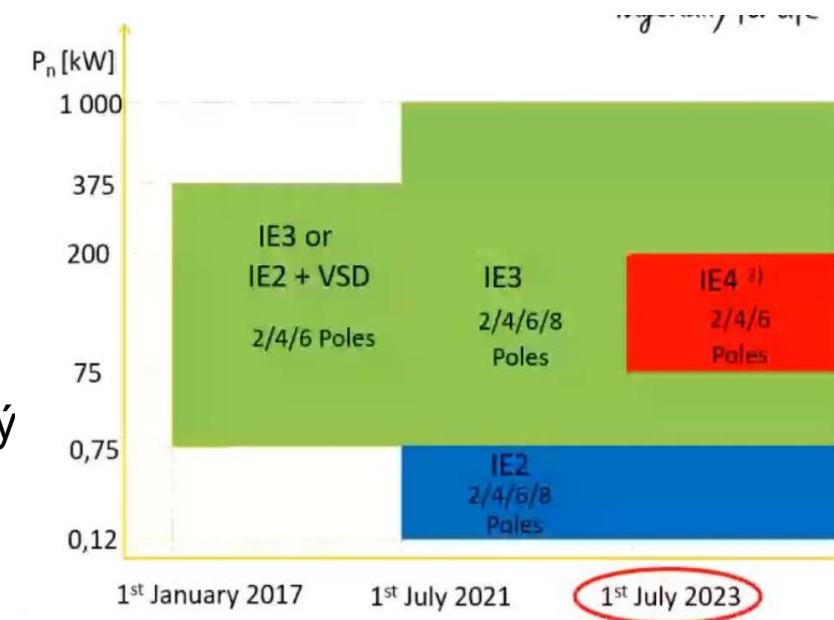 P_n [kW]
1 000
375
200
75
0,75
0,12
IE3 or
IE2 + VSD
2/4/6 Poles
IE3
2/4/6/8
Poles
IE4 ²⁾
2/4/6
Poles
IE2
2/4/6/8
Poles
ý
1st January 2017
1st July 2021
1st July 2023